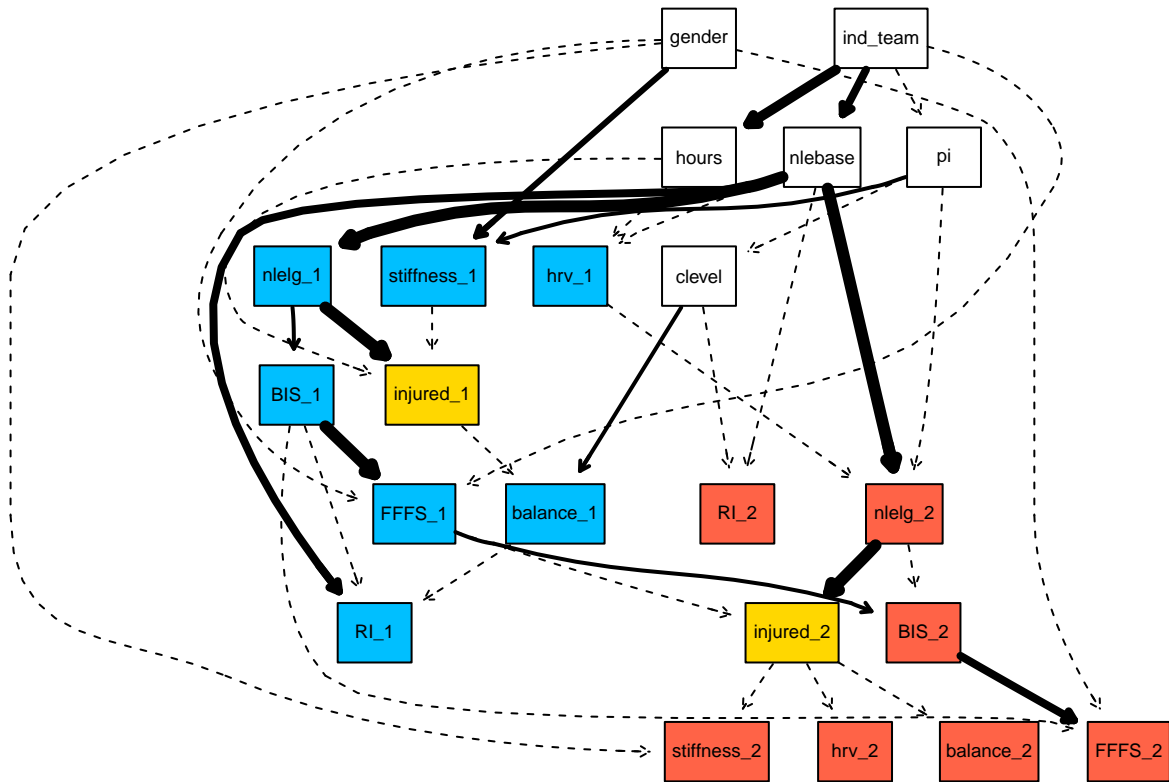 gender
ind_team
hours
nlebase
pi
nlelg_1
stiffness_1
hrv_1
clevel
BIS_1
injured_1
FFFS_1
balance_1
RI_2
nlelg_2
RI_1
injured_2
BIS_2
stiffness_2
hrv_2
balance_2
FFFS_2